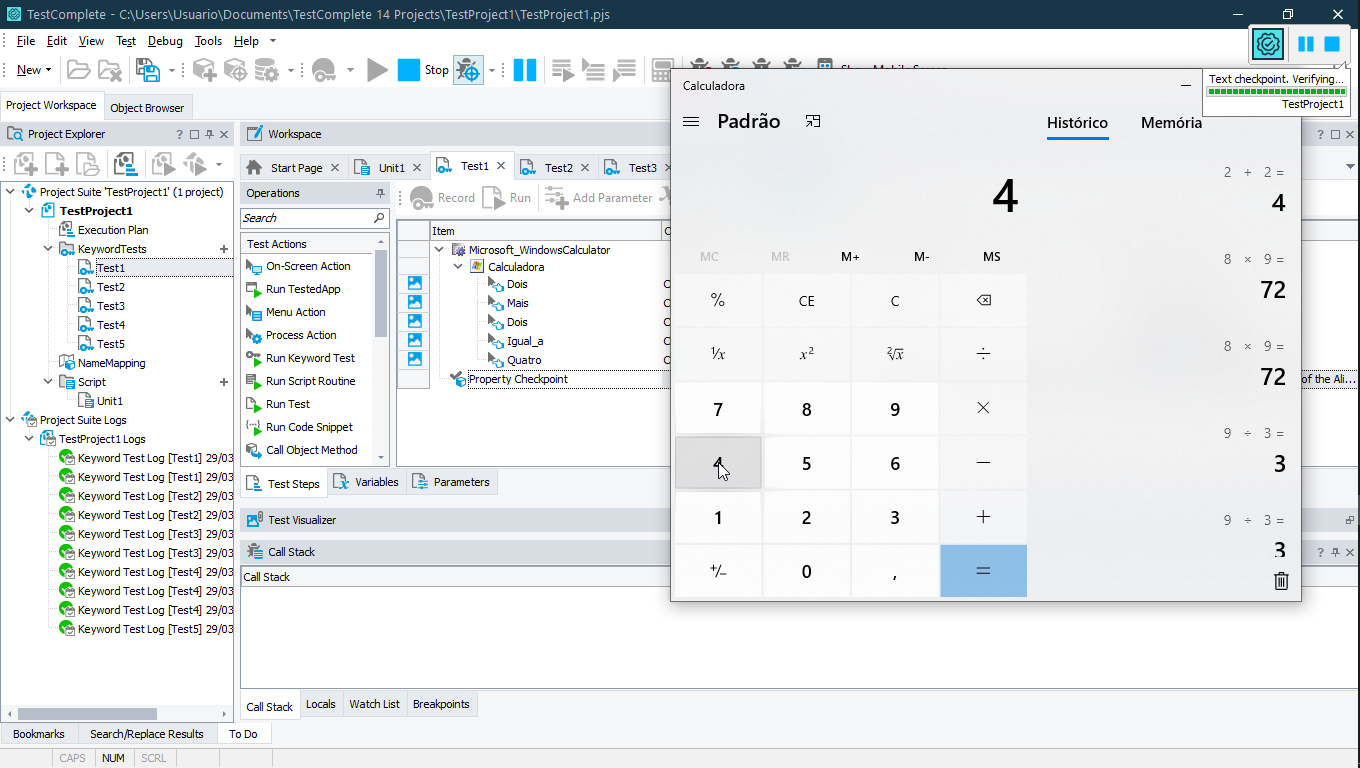 TestComplete - C:\Users\Usuario\Documents\TestComplete 14 Projects\TestProject1\TestProject1.pjs
File Edit View Test Debug Tools Help
New Stop
Text checkpoint. Verifying...
TestProject1
Project Workspace Object Browser
Project Explorer
Project Suite 'TestProject1' (1 project)
TestProject1
Execution Plan
KeywordTests
Test1
Test2
Test3
Test4
Test5
NameMapping
Script
Unit1
Project Suite Logs
TestProject1 Logs
Keyword Test Log [Test1] 29/03
Keyword Test Log [Test1] 29/03
Keyword Test Log [Test2] 29/03
Keyword Test Log [Test2] 29/03
Keyword Test Log [Test3] 29/03
Keyword Test Log [Test3] 29/03
Keyword Test Log [Test4] 29/03
Keyword Test Log [Test4] 29/03
Keyword Test Log [Test4] 29/03
Keyword Test Log [Test5] 29/03
Bookmarks Search/Replace Results To Do
CAPS NUM SCRL
Workspace
Start Page Unit1 Test1 Test2 Test3
Operations
Search
Test Actions
On-Screen Action
Run TestedApp
Menu Action
Process Action
Run Keyword Test
Run Script Routine
Run Test
Run Code Snippet
Call Object Method
Record Run Add Parameter
Item
Microsoft_WindowsCalculator
Calculadora
Dois
Mais
Dois
Igual_a
Quatro
Property Checkpoint
of the Ali...
Test Steps Variables Parameters
Test Visualizer
Call Stack
Call Stack
Call Stack Locals Watch List Breakpoints
Calculadora
Padrão
4
MC MR M+ M- MS
% CE C
¹/x x² ²√x ÷
7 8 9 ×
4 5 6 −
1 2 3 +
+/− 0 , =
Histórico Memória
2 + 2 =
4
8 × 9 =
72
8 × 9 =
72
9 ÷ 3 =
3
9 ÷ 3 =
3